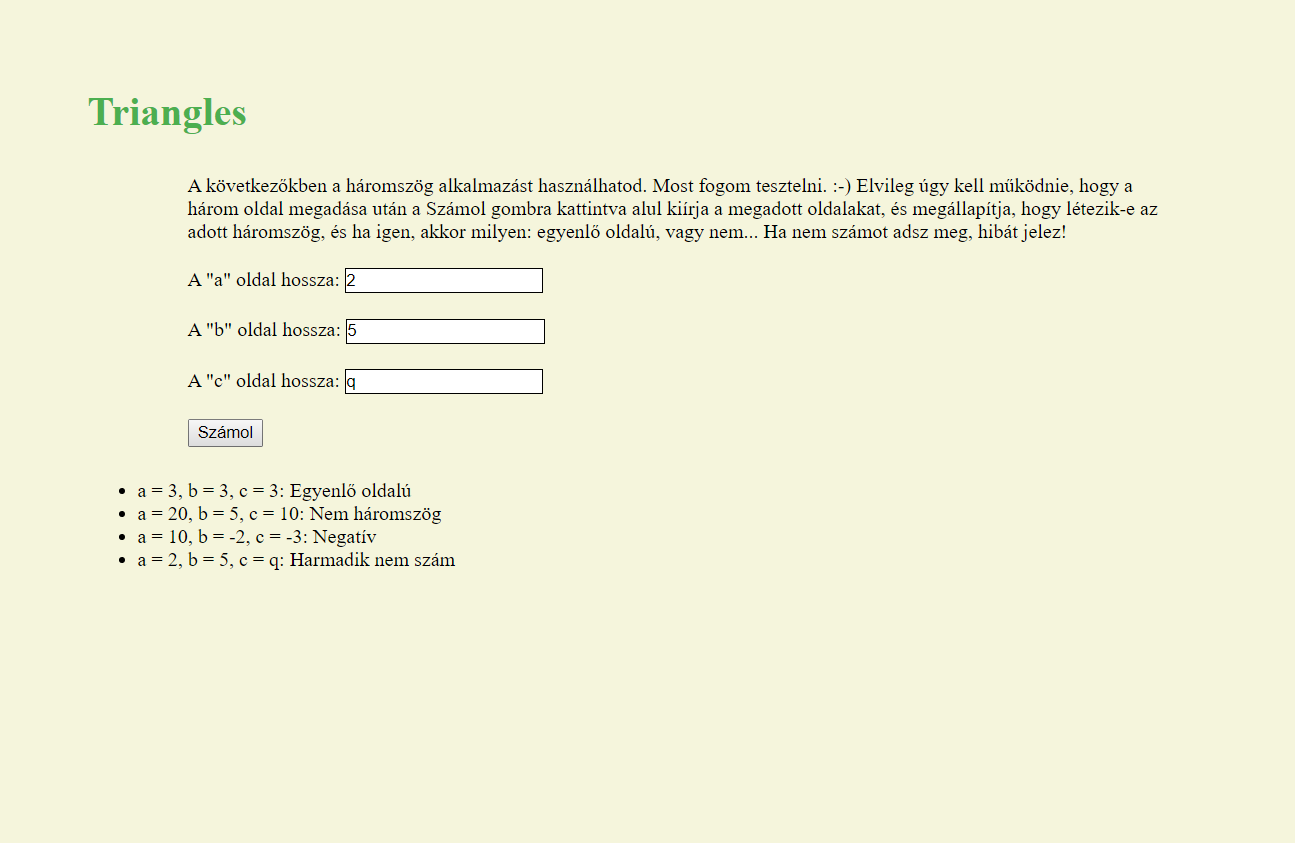 Triangles
A következőkben a háromszög alkalmazást használhatod. Most fogom tesztelni. :-) Elvileg úgy kell működnie, hogy a
három oldal megadása után a Számol gombra kattintva alul kiírja a megadott oldalakat, és megállapítja, hogy létezik-e az
adott háromszög, és ha igen, akkor milyen: egyenlő oldalú, vagy nem... Ha nem számot adsz meg, hibát jelez!
A "a" oldal hossza: 2
A "b" oldal hossza: 5
A "c" oldal hossza: q
Számol
• a = 3, b = 3, c = 3: Egyenlő oldalú
• a = 20, b = 5, c = 10: Nem háromszög
• a = 10, b = -2, c = -3: Negatív
• a = 2, b = 5, c = q: Harmadik nem szám